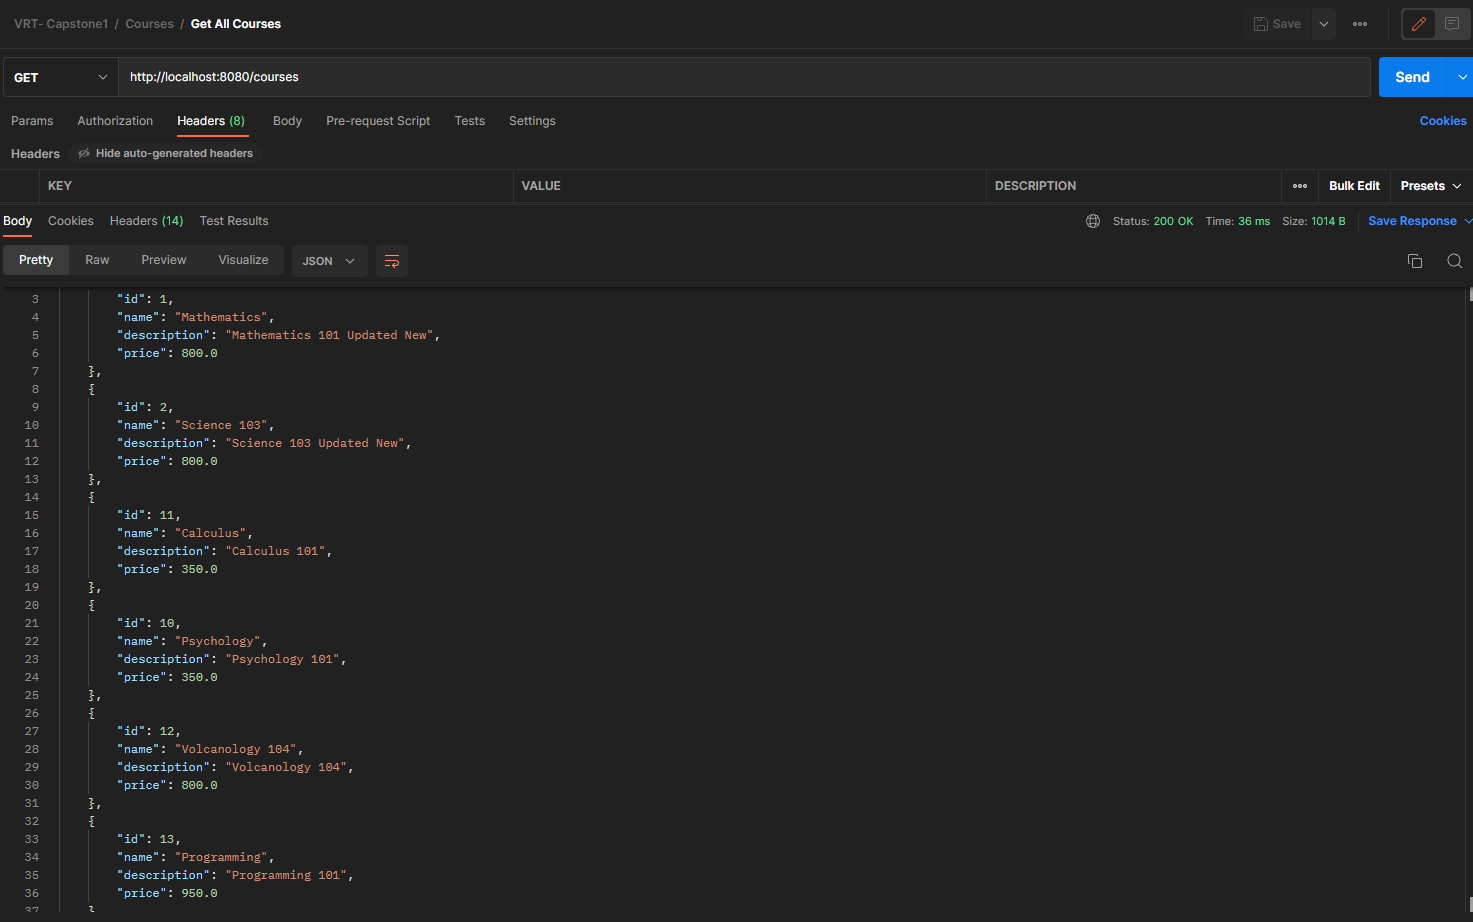 VRT- Capstone1 / Courses / Get All Courses
Save
GET http://localhost:8080/courses Send
Params Authorization Headers (8) Body Pre-request Script Tests Settings Cookies
Headers Hide auto-generated headers
KEY VALUE DESCRIPTION Bulk Edit Presets
Body Cookies Headers (14) Test Results Status: 200 OK Time: 36 ms Size: 1014 B Save Response
Pretty Raw Preview Visualize JSON
3 "id": 1,
4 "name": "Mathematics",
5 "description": "Mathematics 101 Updated New",
6 "price": 800.0
7 },
8 {
9 "id": 2,
10 "name": "Science 103",
11 "description": "Science 103 Updated New",
12 "price": 800.0
13 },
14 {
15 "id": 11,
16 "name": "Calculus",
17 "description": "Calculus 101",
18 "price": 350.0
19 },
20 {
21 "id": 10,
22 "name": "Psychology",
23 "description": "Psychology 101",
24 "price": 350.0
25 },
26 {
27 "id": 12,
28 "name": "Volcanology 104",
29 "description": "Volcanology 104",
30 "price": 800.0
31 },
32 {
33 "id": 13,
34 "name": "Programming",
35 "description": "Programming 101",
36 "price": 950.0
37 }